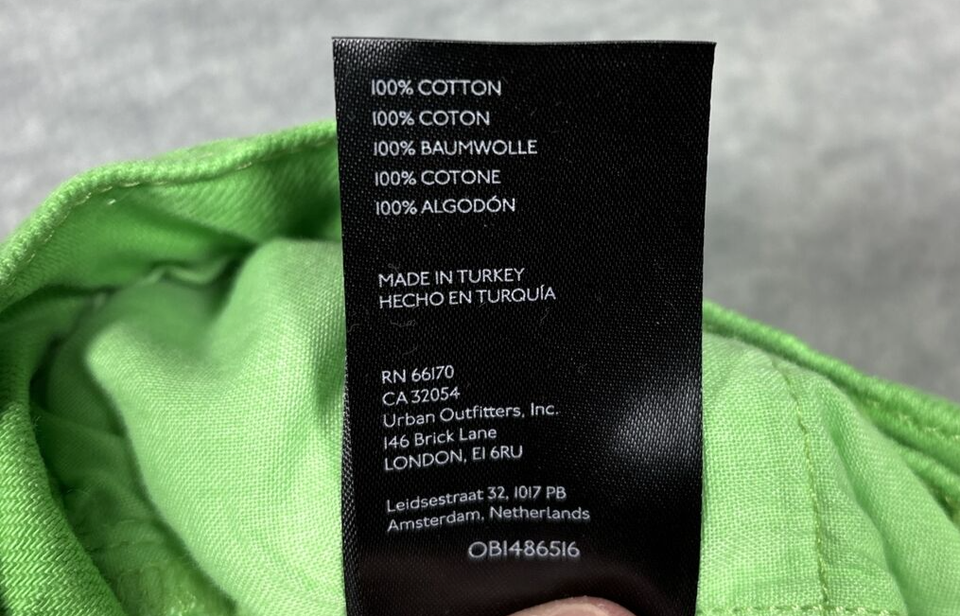 100% COTTON
100% COTON
100% BAUMWOLLE
100% COTONE
100% ALGODÓN
MADE IN TURKEY
HECHO EN TURQUÍA
RN 66170
CA 32054
Urban Outfitters, Inc.
146 Brick Lane
LONDON, E1 6RU
Leidsestraat 32, 1017 PB
Amsterdam, Netherlands
OB1486516